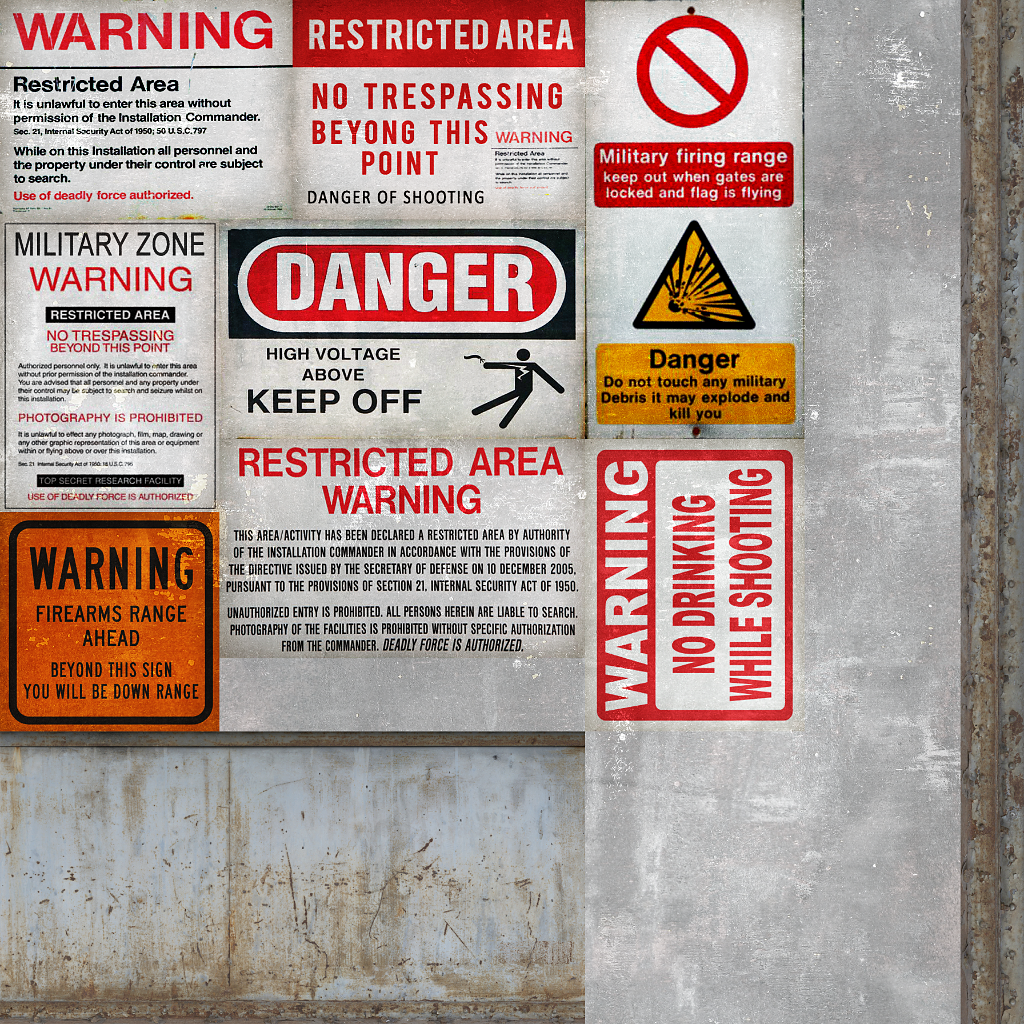 WARNING
Restricted Area
It is unlawful to enter this area without
permission of the Installation Commander.
Sec. 21, Internal Security Act of 1950; 50 U.S.C.797
While on this Installation all personnel and
the property under their control are subject
to search.
Use of deadly force authorized.
RESTRICTED AREA
NO TRESPASSING
BEYONG THIS
POINT
DANGER OF SHOOTING
WARNING
Restricted Area
Military firing range
keep out when gates are
locked and flag is flying
Danger
Do not touch any military
Debris it may explode and
kill you
MILITARY ZONE
WARNING
RESTRICTED AREA
NO TRESPASSING
BEYOND THIS POINT
Authorized personnel only. It is unlawful to enter this area
without prior permission of the installation commander.
You are advised that all personnel and any property under
their control may be subject to search and seizure whilst on
this installation.
PHOTOGRAPHY IS PROHIBITED
It is unlawful to effect any photograph, film, map, drawing or
any other graphic representation of this area or equipment
within or flying above or over this installation.
Sec. 21. Internal Security Act of 1950; 18 U.S.C. 795
TOP SECRET RESEARCH FACILITY
USE OF DEADLY FORCE IS AUTHORIZED
DANGER
HIGH VOLTAGE
ABOVE
KEEP OFF
RESTRICTED AREA
WARNING
THIS AREA/ACTIVITY HAS BEEN DECLARED A RESTRICTED AREA BY AUTHORITY
OF THE INSTALLATION COMMANDER IN ACCORDANCE WITH THE PROVISIONS OF
THE DIRECTIVE ISSUED BY THE SECRETARY OF DEFENSE ON 10 DECEMBER 2005,
PURSUANT TO THE PROVISIONS OF SECTION 21, INTERNAL SECURITY ACT OF 1950.
UNAUTHORIZED ENTRY IS PROHIBITED. ALL PERSONS HEREIN ARE LIABLE TO SEARCH.
PHOTOGRAPHY OF THE FACILITIES IS PROHIBITED WITHOUT SPECIFIC AUTHORIZATION
FROM THE COMMANDER. DEADLY FORCE IS AUTHORIZED.
WARNING
FIREARMS RANGE
AHEAD
BEYOND THIS SIGN
YOU WILL BE DOWN RANGE
WARNING
NO DRINKING
WHILE SHOOTING